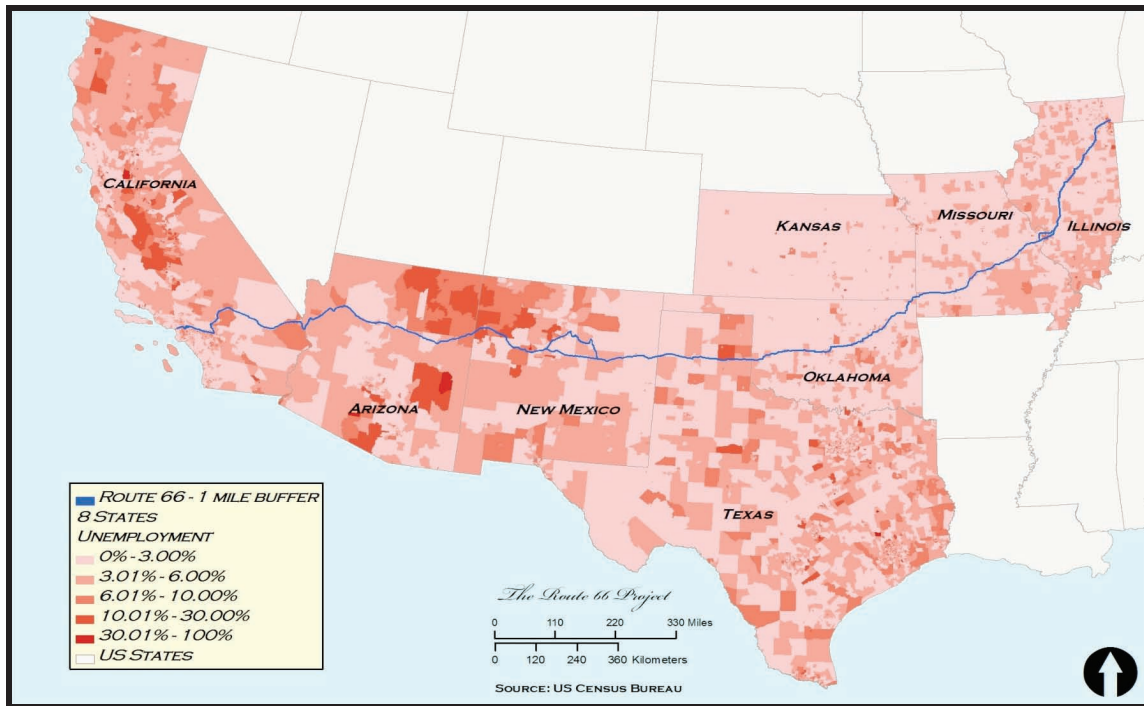 CALIFORNIA
KANSAS
MISSOURI
ILLINOIS
ARIZONA
NEW MEXICO
OKLAHOMA
TEXAS
ROUTE 66 - 1 MILE BUFFER
8 STATES
UNEMPLOYMENT
0% - 3.00%
3.01% - 6.00%
6.01% - 10.00%
10.01% - 30.00%
30.01% - 100%
US STATES
The Route 66 Project
0 110 220 330 Miles
0 120 240 360 Kilometers
SOURCE: US CENSUS BUREAU